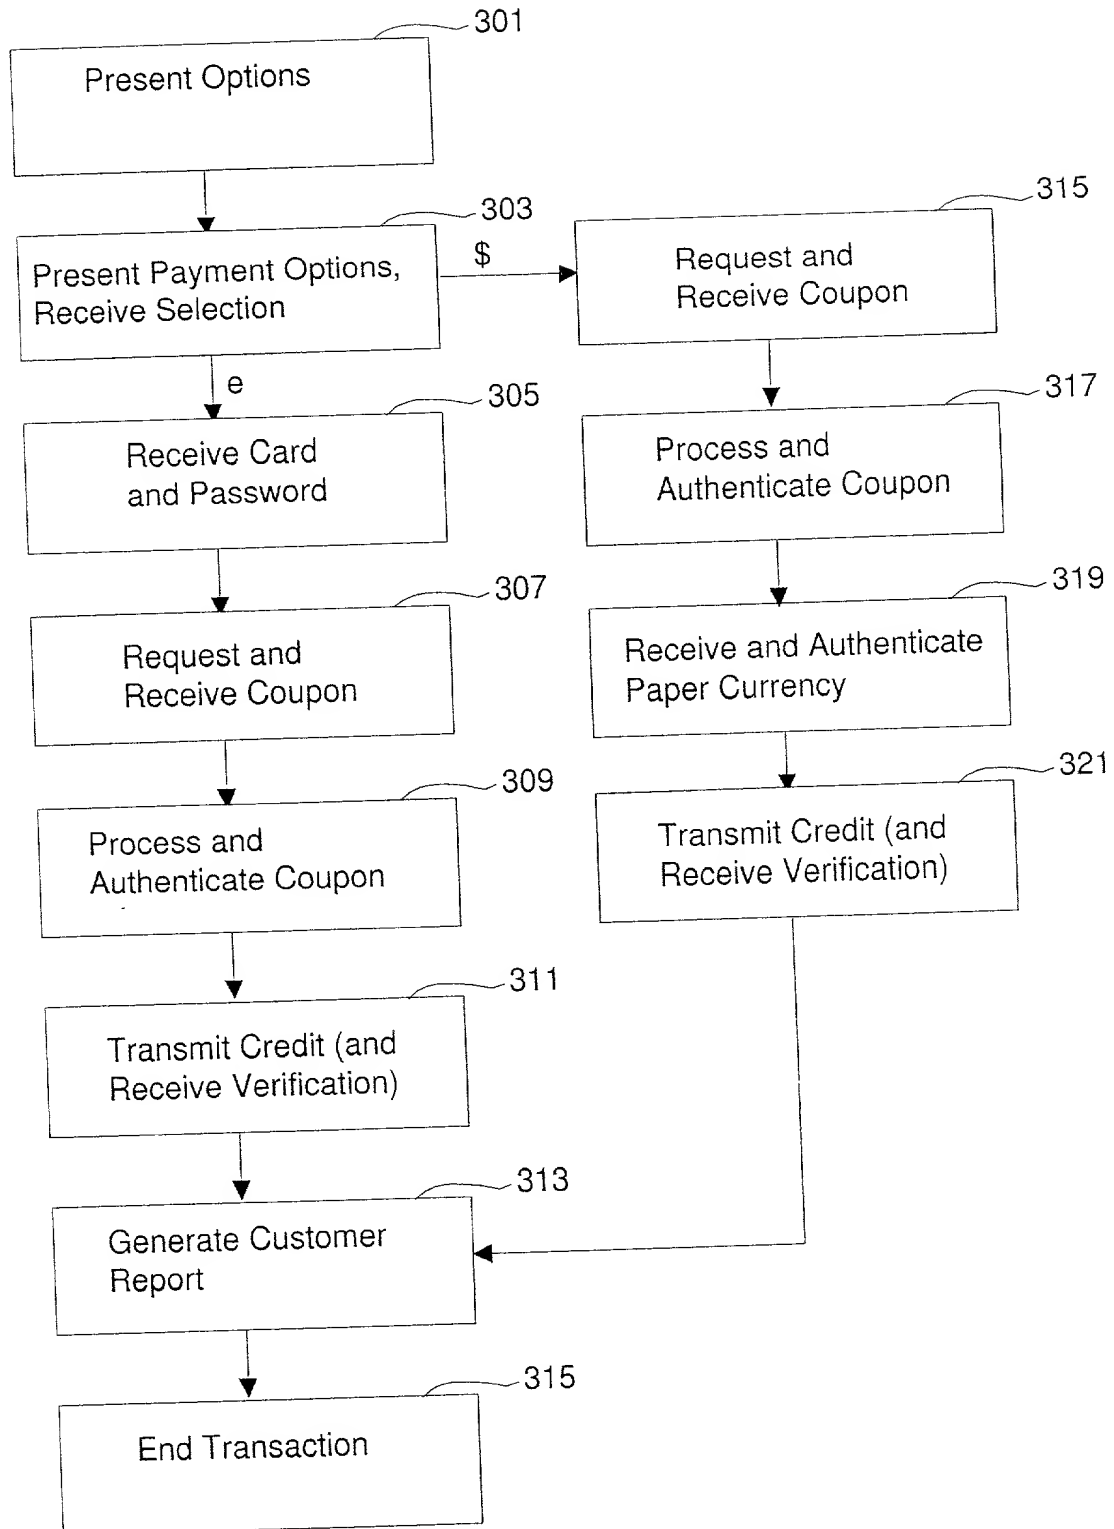 301
Present Options
303
Present Payment Options,
Receive Selection
$
e
305
Receive Card
and Password
307
Request and
Receive Coupon
309
Process and
Authenticate Coupon
311
Transmit Credit (and
Receive Verification)
313
Generate Customer
Report
315
End Transaction
315
Request and
Receive Coupon
317
Process and
Authenticate Coupon
319
Receive and Authenticate
Paper Currency
321
Transmit Credit (and
Receive Verification)